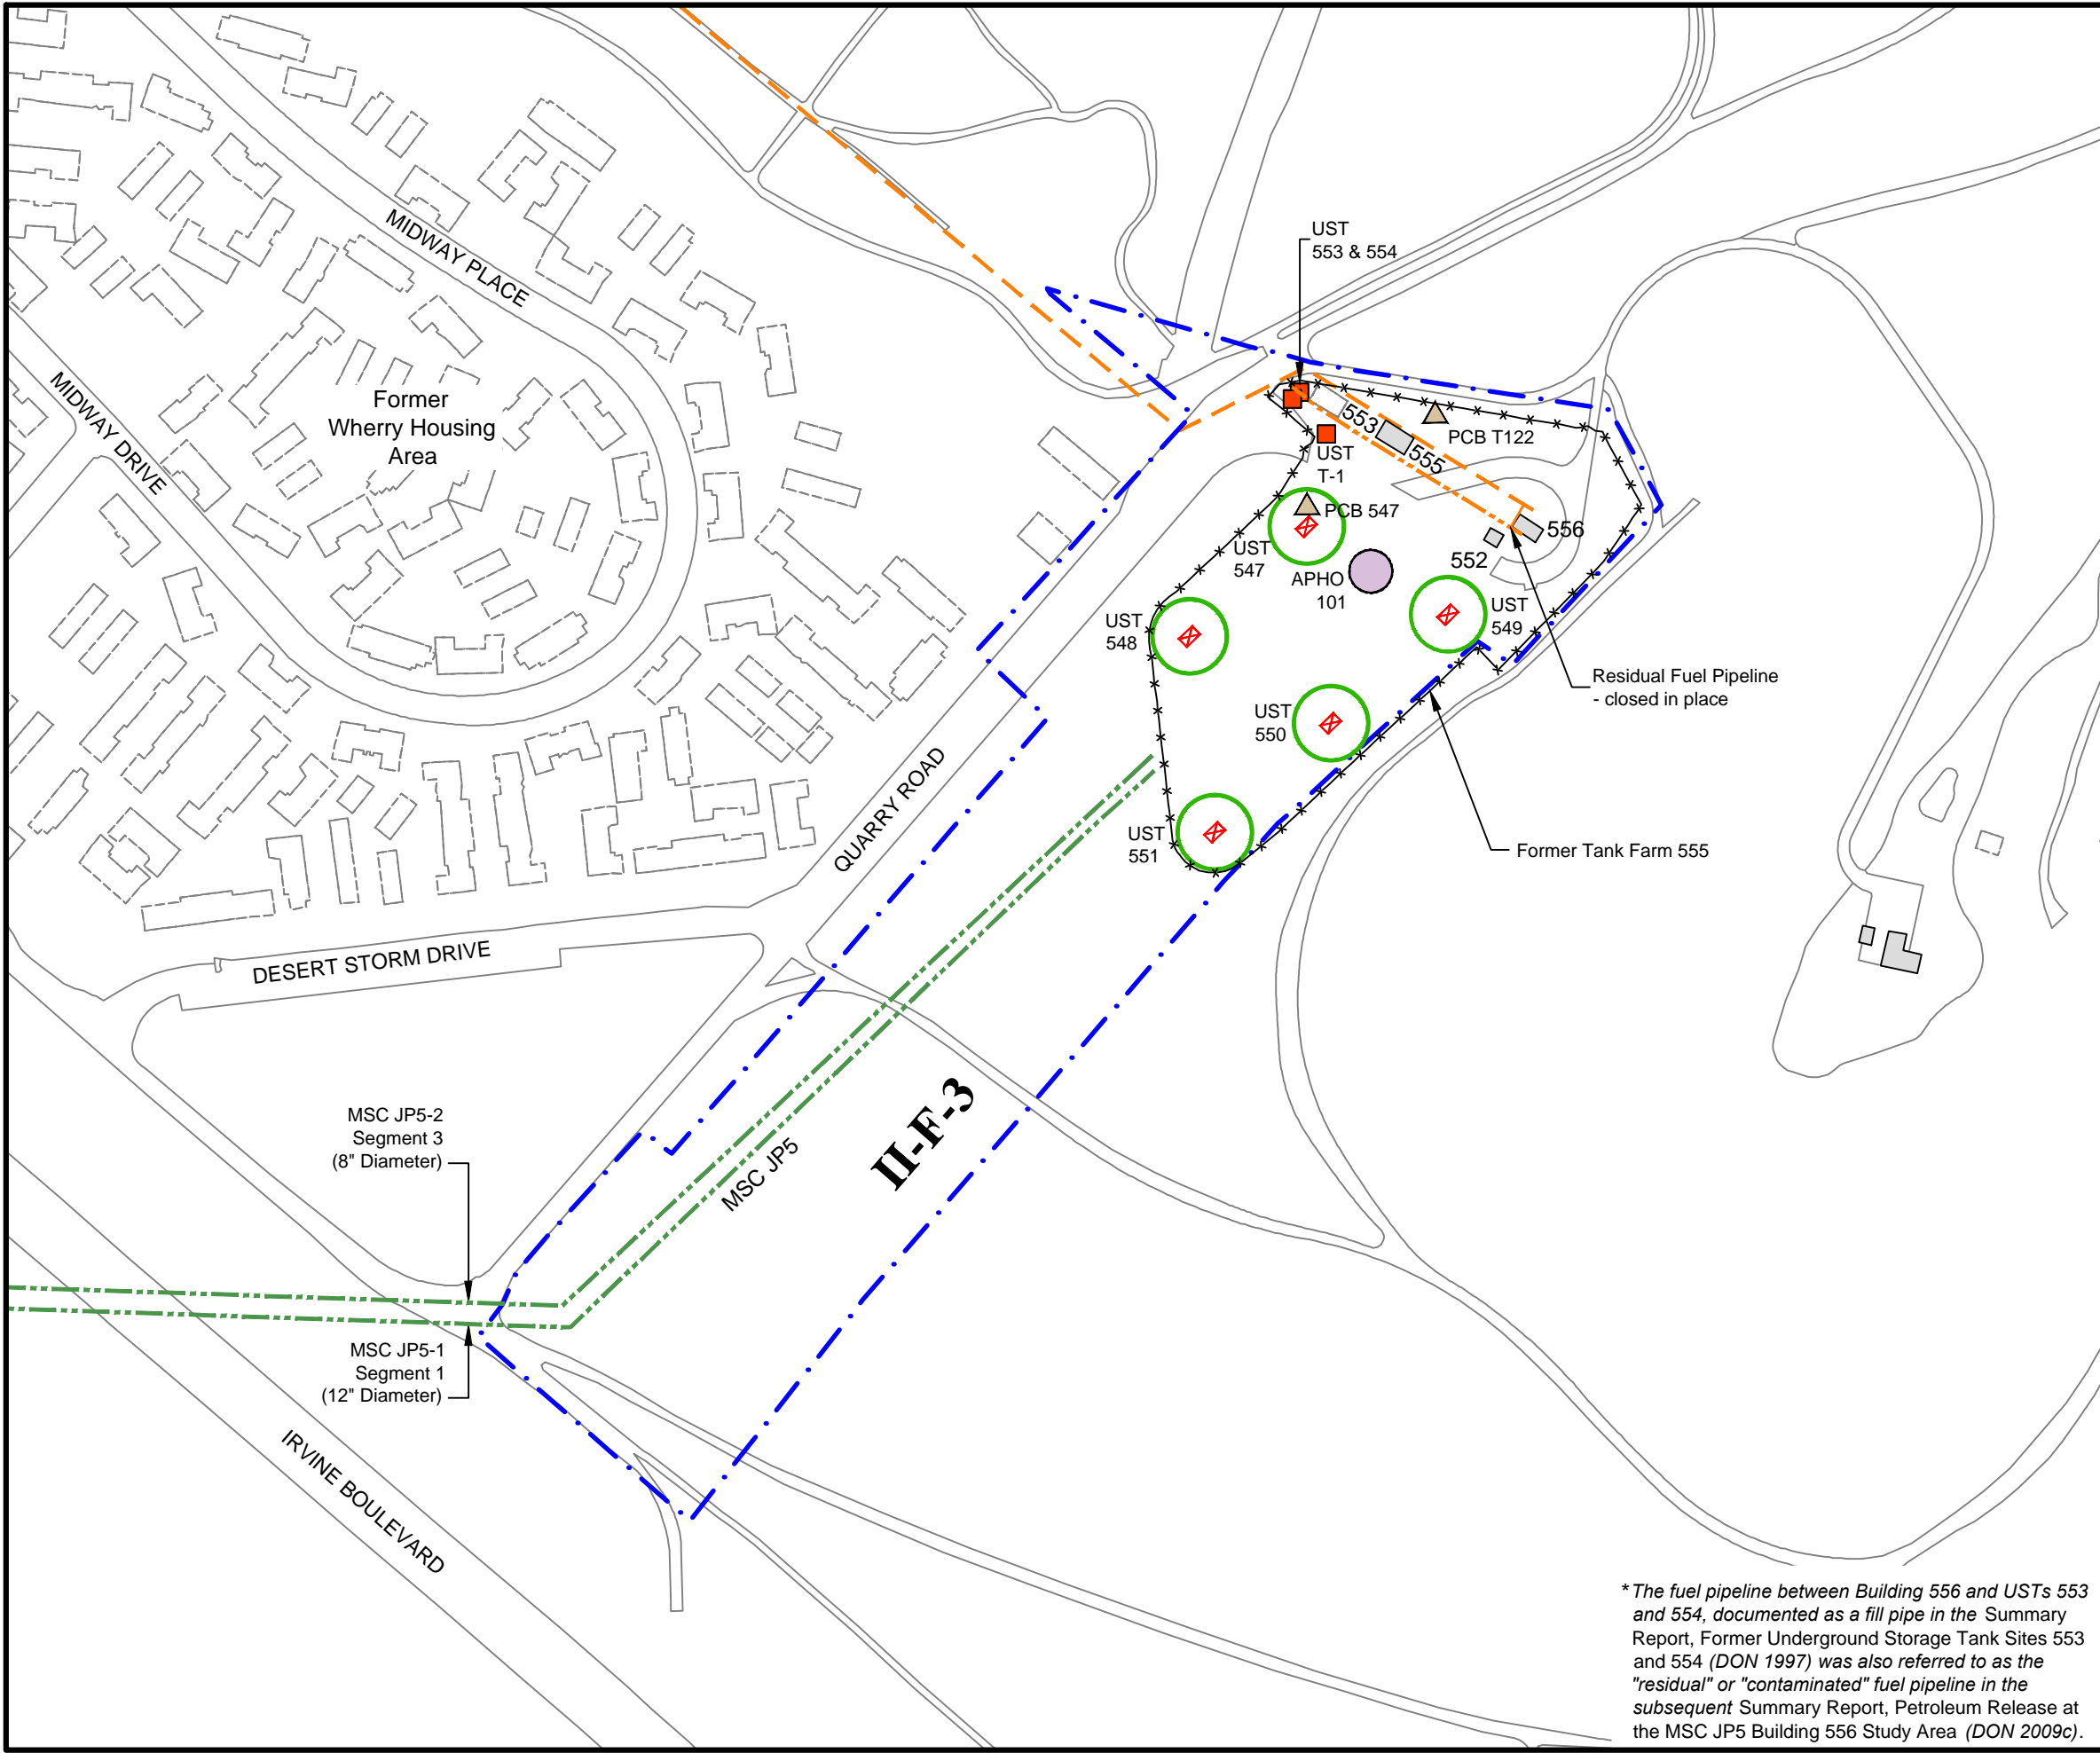 UST
553 & 554
MIDWAY PLACE
MIDWAY DRIVE
Former
Wherry Housing
Area
553
PCB T122
555
UST
T-1
PCB 547
556
UST
547
552
APHO
101
UST
548
UST
549
Residual Fuel Pipeline
- closed in place
UST
550
QUARRY ROAD
UST
551
Former Tank Farm 555
DESERT STORM DRIVE
II-F-3
MSC JP5-2
Segment 3
(8" Diameter)
MSC JP5
MSC JP5-1
Segment 1
(12" Diameter)
IRVINE BOULEVARD
* The fuel pipeline between Building 556 and USTs 553
and 554, documented as a fill pipe in the Summary
Report, Former Underground Storage Tank Sites 553
and 554 (DON 1997) was also referred to as the
"residual" or "contaminated" fuel pipeline in the
subsequent Summary Report, Petroleum Release at
the MSC JP5 Building 556 Study Area (DON 2009c).